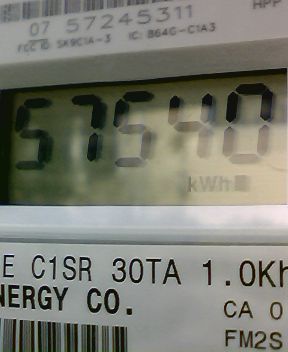 HPP
07 57245311
FCC ID: SK9C1A-3 IC: 864G-C1A3
57540
kWh
E C1SR 30TA 1.0Kh
NERGY CO.
CA 0
FM2S